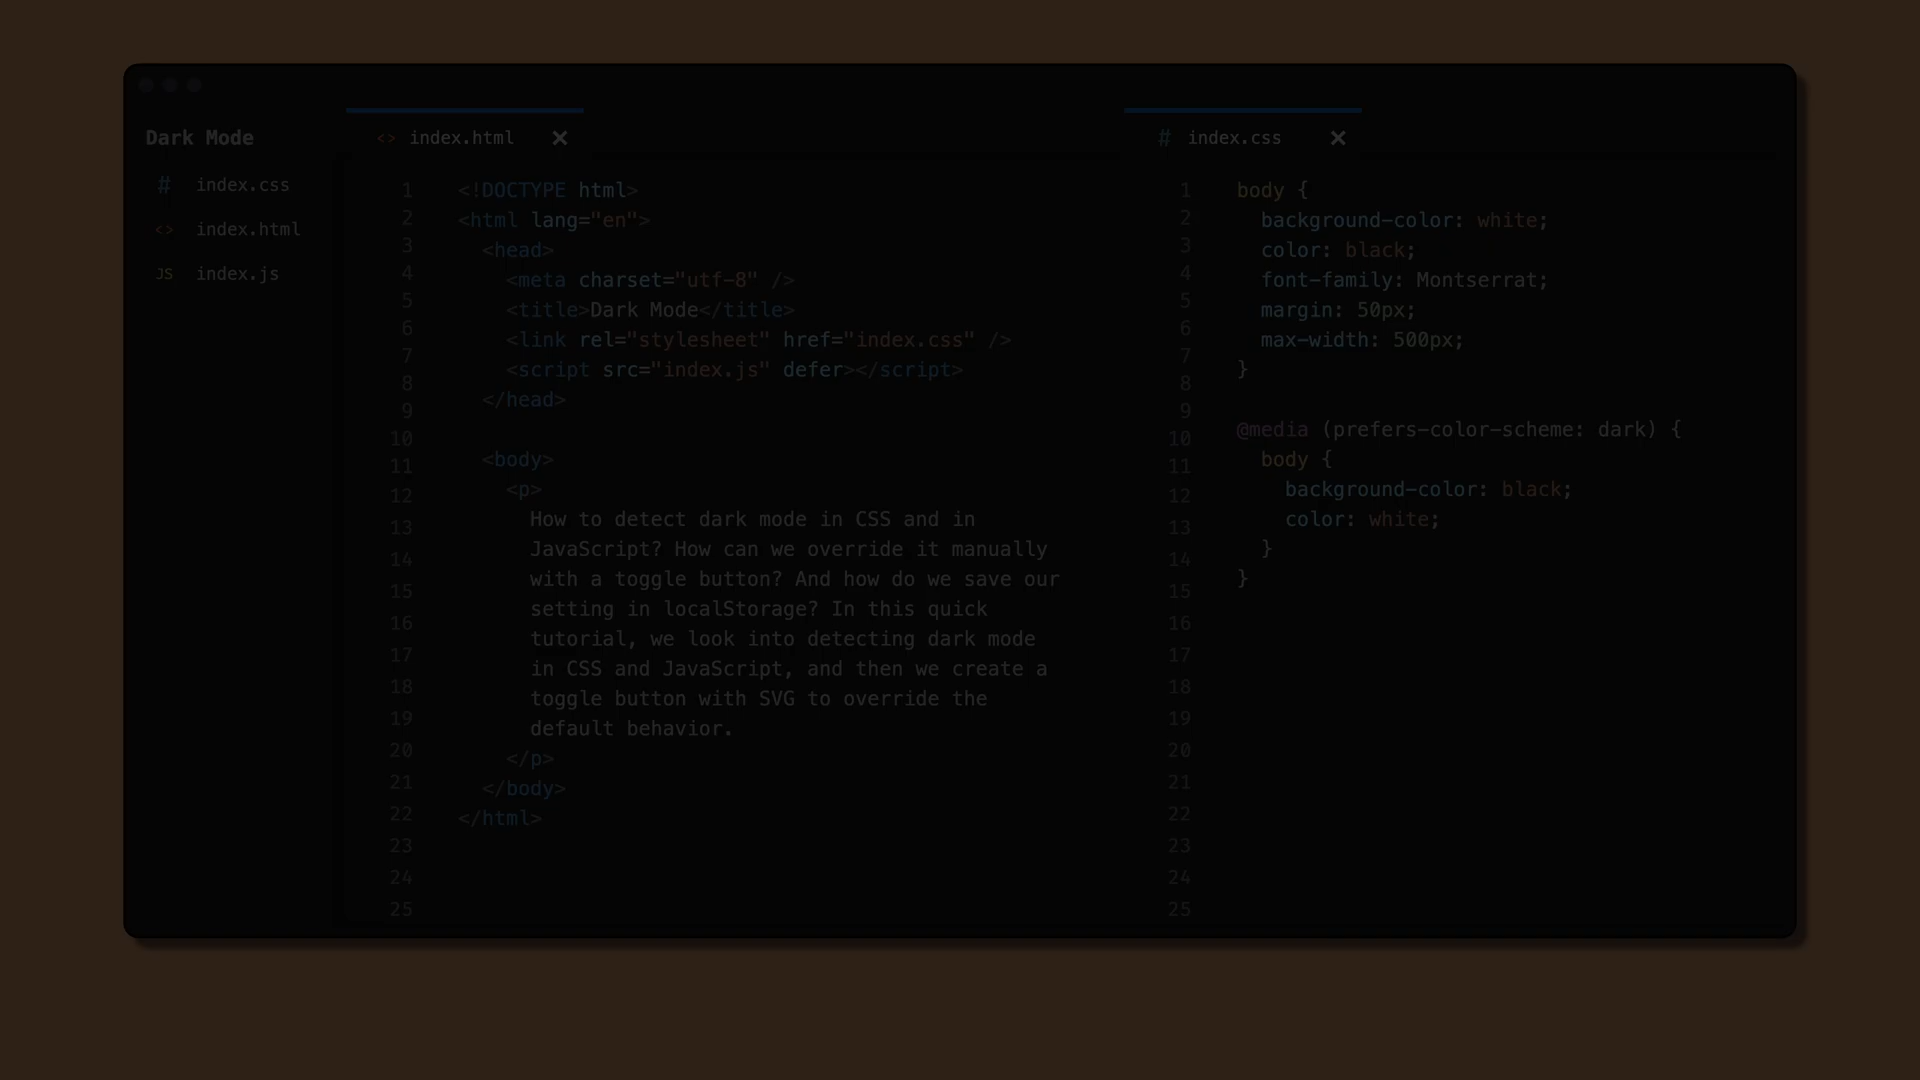 Dark Mode
# index.css
<> index.html
JS index.js
<> index.html ×
1 <!DOCTYPE html>
2 <html lang="en">
3   <head>
4     <meta charset="utf-8" />
5     <title>Dark Mode</title>
6     <link rel="stylesheet" href="index.css" />
7     <script src="index.js" defer></script>
8   </head>
9
10   <body>
11     <p>
12       How to detect dark mode in CSS and in
13       JavaScript? How can we override it manually
14       with a toggle button? And how do we save our
15       setting in localStorage? In this quick
16       tutorial, we look into detecting dark mode
17       in CSS and JavaScript, and then we create a
18       toggle button with SVG to override the
19       default behavior.
20     </p>
21   </body>
22 </html>
23
24
25
# index.css ×
1 body {
2   background-color: white;
3   color: black;
4   font-family: Montserrat;
5   margin: 50px;
6   max-width: 500px;
7 }
8
9 @media (prefers-color-scheme: dark) {
10   body {
11     background-color: black;
12     color: white;
13   }
14 }
15
16
17
18
19
20
21
22
23
24
25